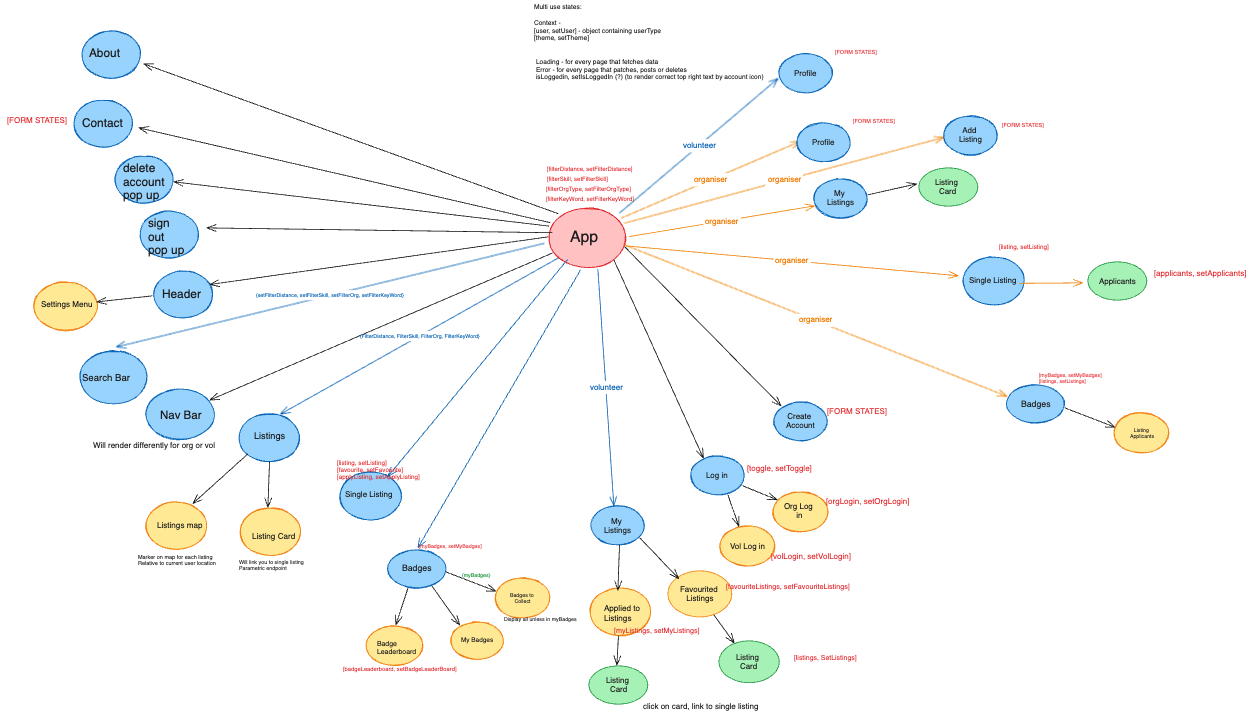 Multi use states:
Context -
[user, setUser] - object containing userType
[theme, setTheme]
Loading - for every page that fetches data
Error - for every page that patches, posts or deletes
isLoggedin, setIsLoggedIn (?) (to render correct top right text by account icon)
About
[FORM STATES]
Profile
[FORM STATES]
Contact
[FORM STATES]
Profile
[FORM STATES]
Add
Listing
volunteer
delete
account
pop up
[filterDistance, setFilterDistance]
[filterSkill, setFilterSkill]
[filterOrgType, setFilterOrgType]
[filterKeyWord, setFilterKeyWord]
organiser
organiser
My
Listings
Listing
Card
sign
out
pop up
App
organiser
[listing, setListing]
organiser
Single Listing
Applicants
[applicants, setApplicants]
Header
Settings Menu
{setFilterDistance, setFilterSkill, setFilterOrg, setFilterKeyWord}
organiser
{FilterDistance, FilterSkill, FilterOrg, FilterKeyWord}
Search Bar
Nav Bar
Will render differently for org or vol
Listings
volunteer
[myBadges, setMyBadges]
[listings, setListings]
Badges
Listing
Applicants
Create
Account
[FORM STATES]
[listing, setListing]
[favourite, setFavourite]
[applyListing, setApplyListing]
Single Listing
Log in
[toggle, setToggle]
Org Log
in
[orgLogin, setOrgLogin]
Listings map
Marker on map for each listing
Relative to current user location
Listing Card
Will link you to single listing
Parametric endpoint
My
Listings
Vol Log in
[volLogin, setVolLogin]
[myBadges, setMyBadges]
Badges
{myBadges}
Badges to
Collect
Display all unless in myBadges
Favourited
Listings
[favouriteListings, setFavouriteListings]
Applied to
Listings
[myListings, setMyListings]
Badge
Leaderboard
[badgeLeaderboard, setBadgeLeaderBoard]
My Badges
Listing
Card
[listings, SetListings]
Listing
Card
click on card, link to single listing